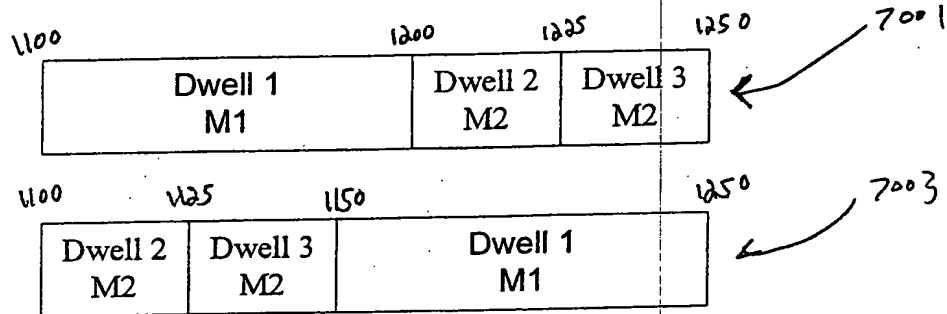 1100 1200 1225 1250 7001
Dwell 1 Dwell 2 Dwell 3
M1 M2 M2
1100 1125 1150 1250 7003
Dwell 2 Dwell 3 Dwell 1
M2 M2 M1